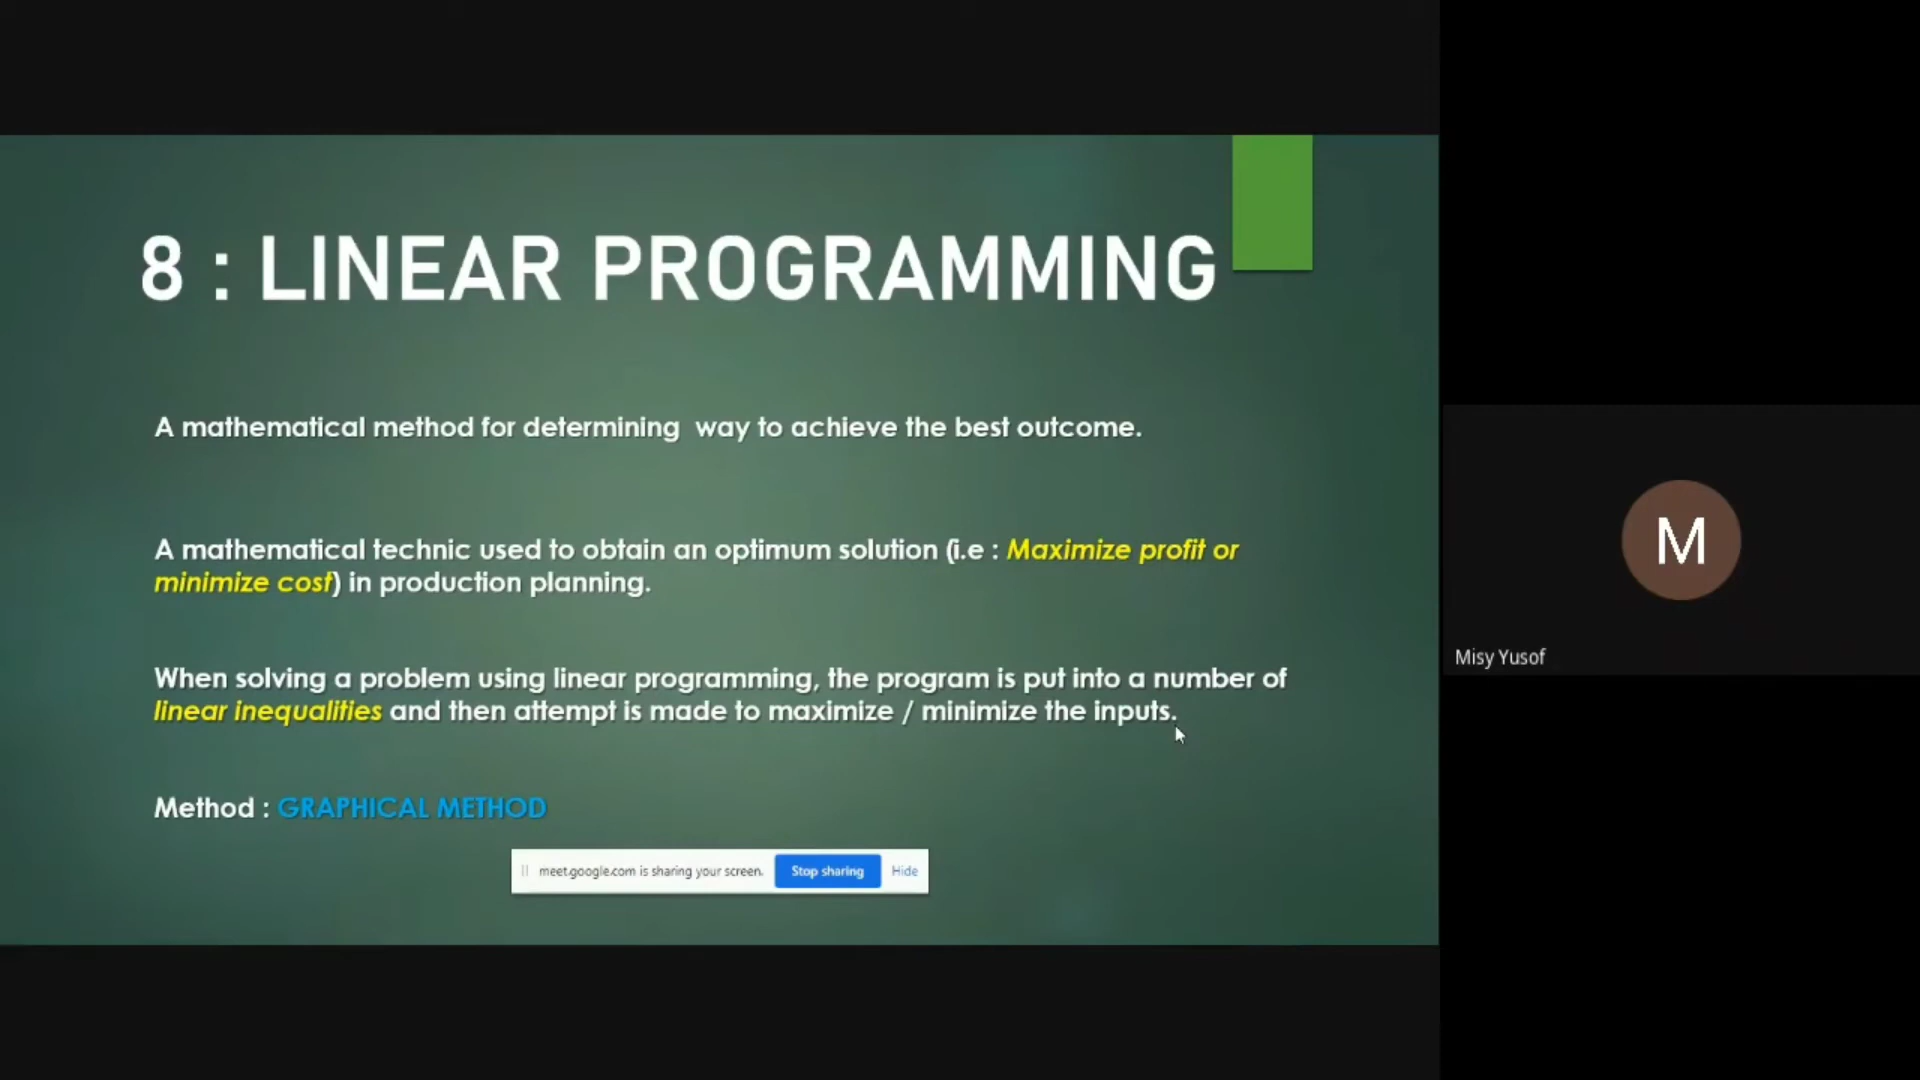 8 : LINEAR PROGRAMMING
A mathematical method for determining way to achieve the best outcome.
A mathematical technic used to obtain an optimum solution (i.e : Maximize profit or
minimize cost) in production planning.
When solving a problem using linear programming, the program is put into a number of
linear inequalities and then attempt is made to maximize / minimize the inputs.
Method : GRAPHICAL METHOD
meet.google.com is sharing your screen. Stop sharing Hide
M
Misy Yusof